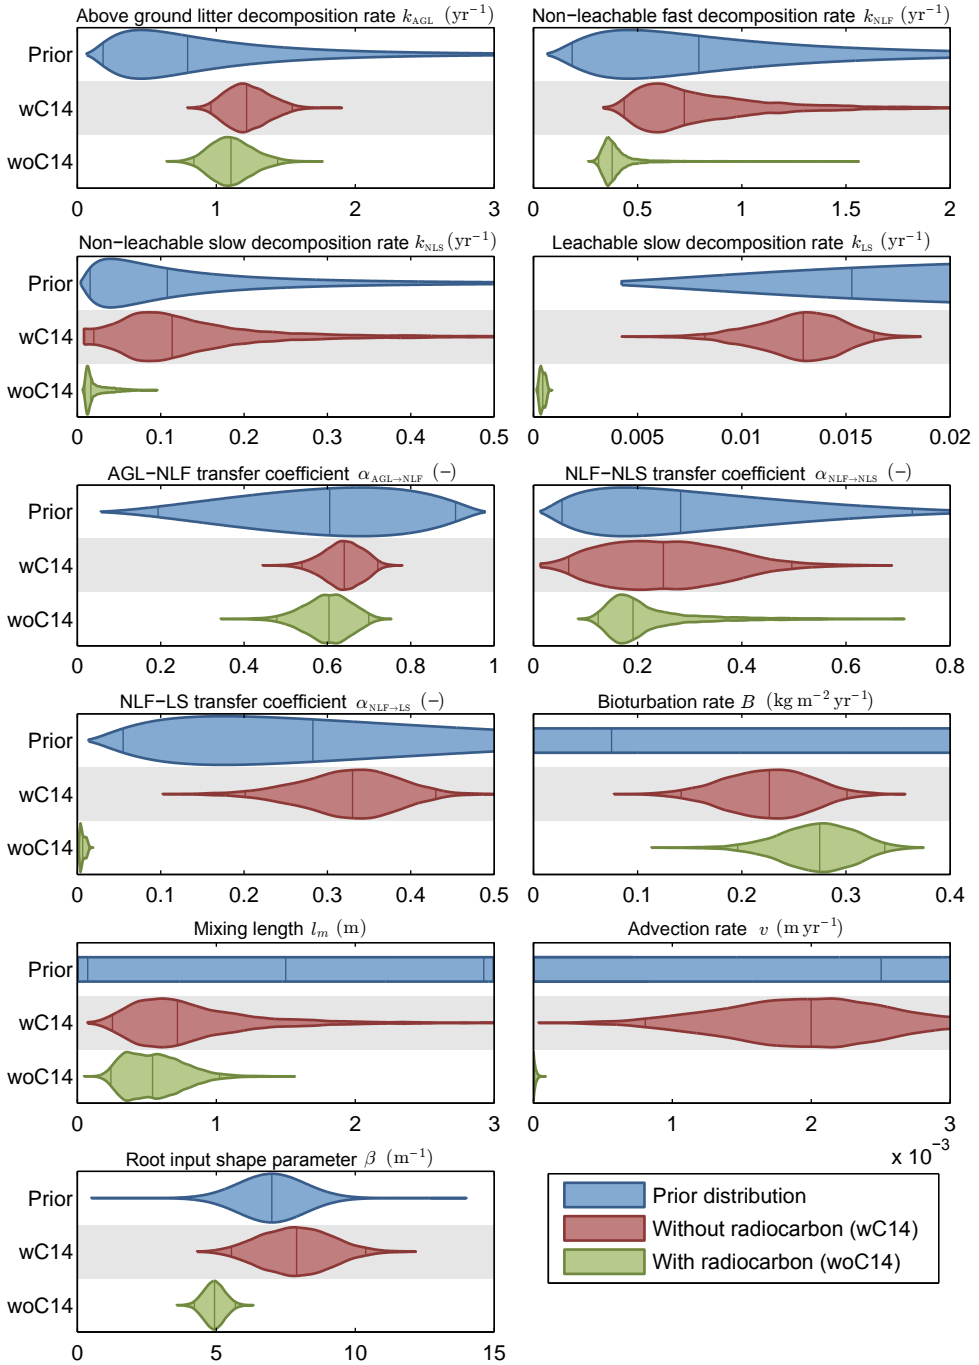 Above ground litter decomposition rate k_AGL (yr⁻¹)
Prior
wC14
woC14
0 1 2 3
Non−leachable fast decomposition rate k_NLF (yr⁻¹)
0 0.5 1 1.5 2
Non−leachable slow decomposition rate k_NLS (yr⁻¹)
Prior
wC14
woC14
0 0.1 0.2 0.3 0.4 0.5
Leachable slow decomposition rate k_LS (yr⁻¹)
0 0.005 0.01 0.015 0.02
AGL−NLF transfer coefficient α_AGL→NLF (−)
Prior
wC14
woC14
0 0.2 0.4 0.6 0.8 1
NLF−NLS transfer coefficient α_NLF→NLS (−)
0 0.2 0.4 0.6 0.8
NLF−LS transfer coefficient α_NLF→LS (−)
Prior
wC14
woC14
0 0.1 0.2 0.3 0.4 0.5
Bioturbation rate B (kg m⁻² yr⁻¹)
0 0.1 0.2 0.3 0.4
Mixing length l_m (m)
Prior
wC14
woC14
0 1 2 3
Advection rate v (m yr⁻¹)
0 1 2 3
x 10⁻³
Root input shape parameter β (m⁻¹)
Prior
wC14
woC14
0 5 10 15
Prior distribution
Without radiocarbon (wC14)
With radiocarbon (woC14)